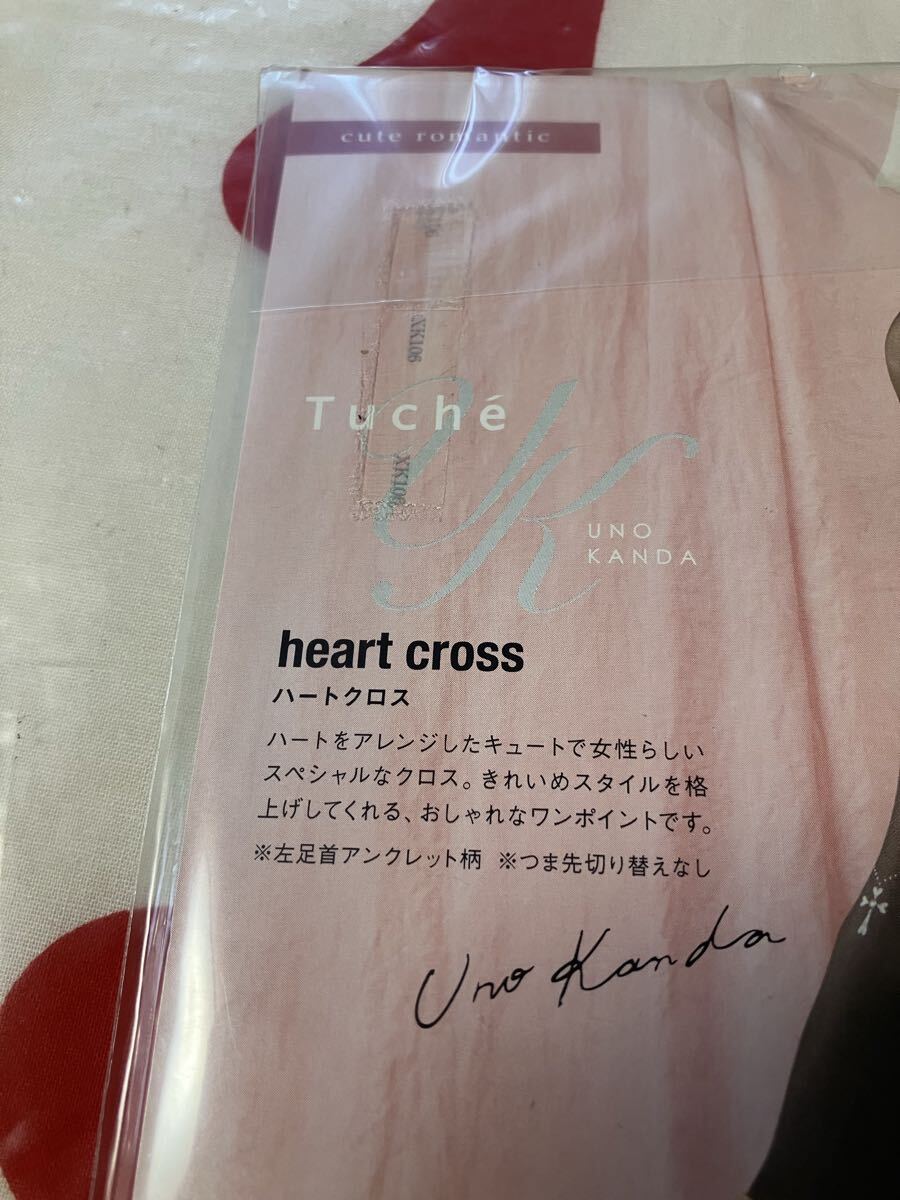 cute romantic
XK106
XK106
Tuché
UK
UNO
KANDA
heart cross
ハートクロス
ハートをアレンジしたキュートで女性らしい
スペシャルなクロス。きれいめスタイルを格
上げしてくれる、おしゃれなワンポイントです。
※左足首アンクレット柄 ※つま先切り替えなし
Uno Kanda